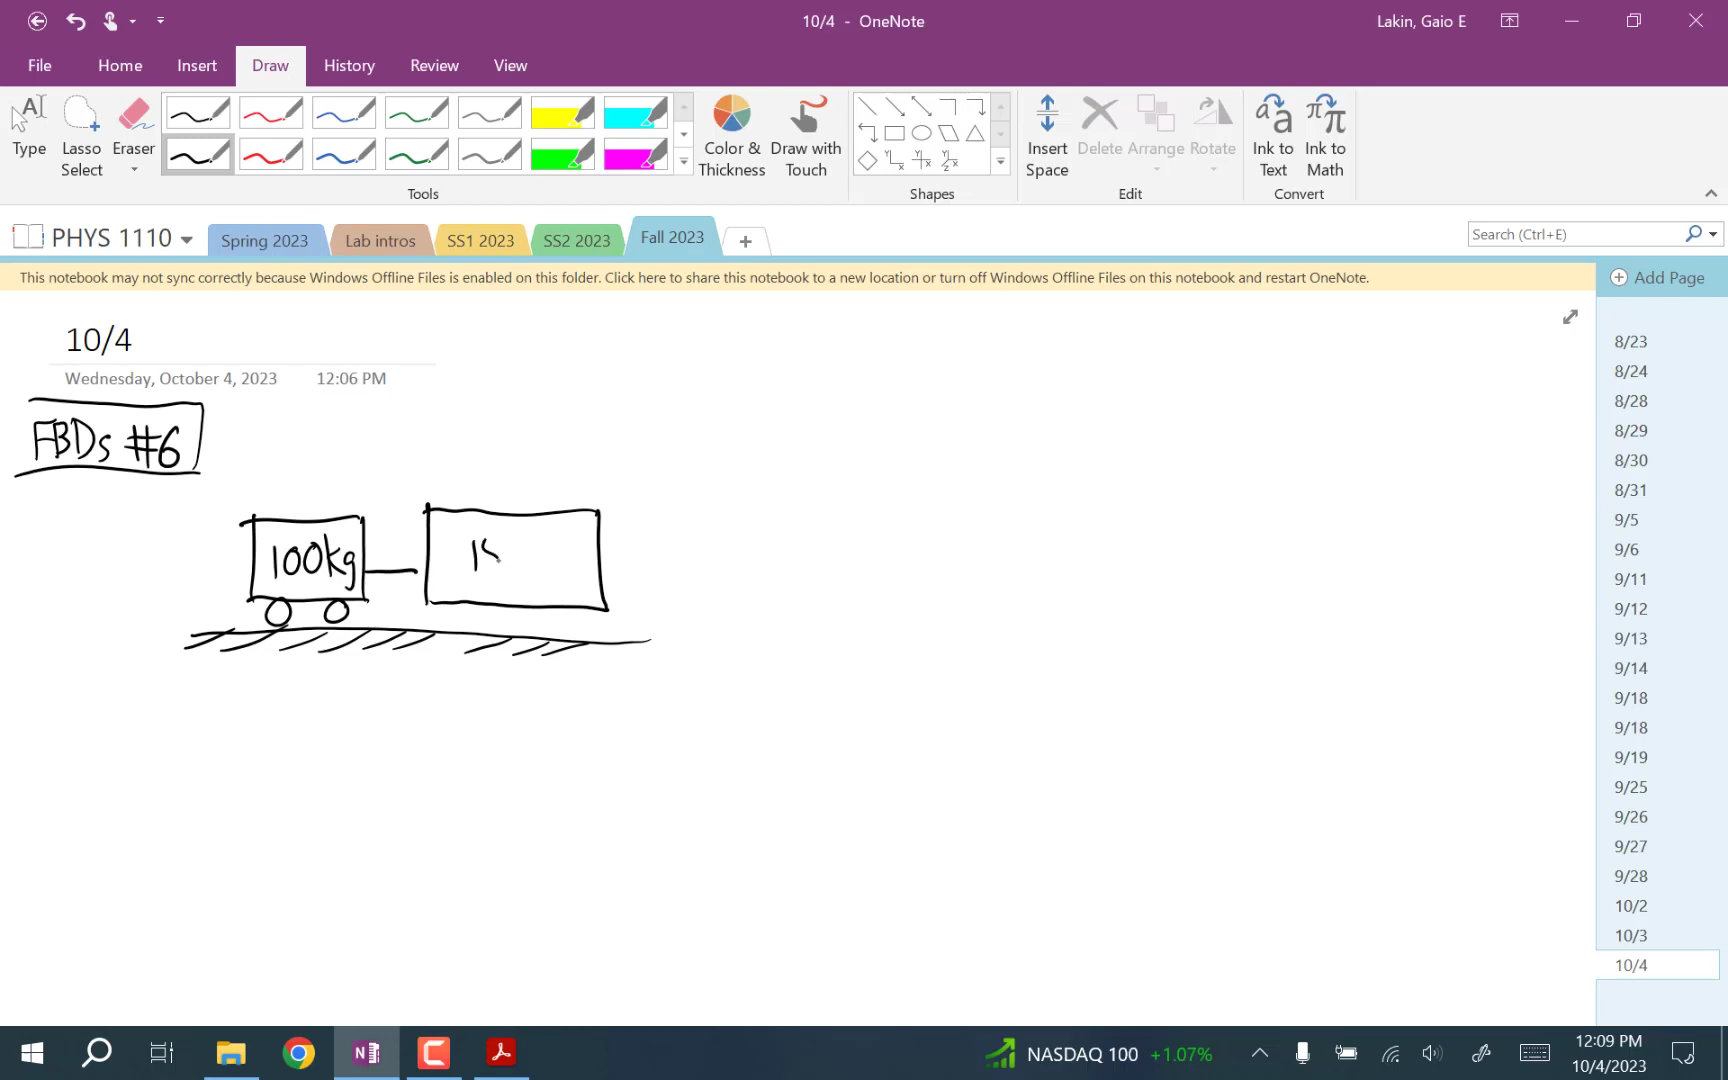 10/4 - OneNote
Lakin, Gaio E
File Home Insert Draw History Review View
Type
Lasso Select
Eraser
Color & Thickness
Draw with Touch
Insert Space
Delete
Arrange
Rotate
Ink to Text
Ink to Math
Tools
Shapes
Edit
Convert
PHYS 1110
Spring 2023
Lab intros
SS1 2023
SS2 2023
Fall 2023
Search (Ctrl+E)
This notebook may not sync correctly because Windows Offline Files is enabled on this folder. Click here to share this notebook to a new location or turn off Windows Offline Files on this notebook and restart OneNote.
Add Page
10/4
Wednesday, October 4, 2023 12:06 PM
FBDs #6
100kg
8/23
8/24
8/28
8/29
8/30
8/31
9/5
9/6
9/11
9/12
9/13
9/14
9/18
9/18
9/19
9/25
9/26
9/27
9/28
10/2
10/3
10/4
NASDAQ 100 +1.07%
12:09 PM
10/4/2023